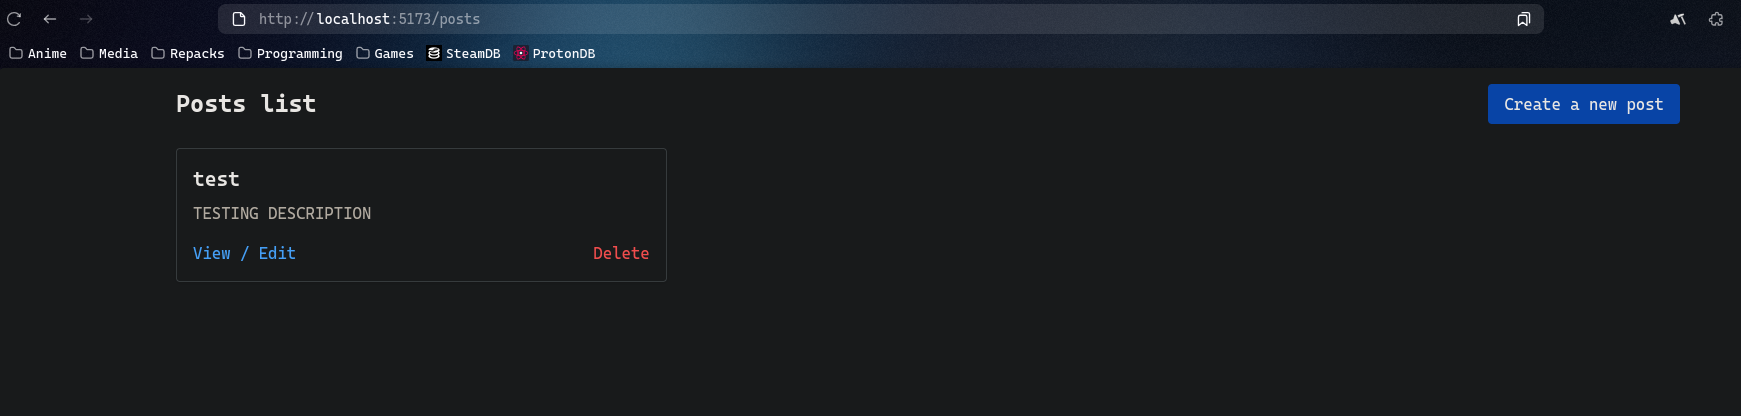 http://localhost:5173/posts
Anime Media Repacks Programming Games SteamDB ProtonDB
Posts list
Create a new post
test
TESTING DESCRIPTION
View / Edit
Delete